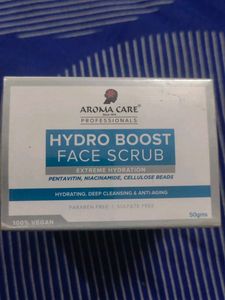 AROMA CARE®
PROFESSIONALS
HYDRO BOOST
FACE SCRUB
EXTREME HYDRATION
PENTAVITIN, NIACINAMIDE, CELLULOSE BEADS
HYDRATING, DEEP CLEANSING & ANTI-AGING
PARABEN FREE | SULFATE FREE
100% VEGAN
50gms